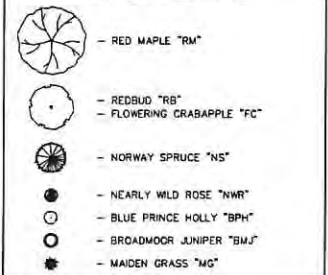 - RED MAPLE "RM"
- REDBUD "RB"
- FLOWERING CRABAPPLE "FC"
- NORWAY SPRUCE "NS"
- NEARLY WILD ROSE "NWR"
- BLUE PRINCE HOLLY "BPH"
- BROADMOOR JUNIPER "BMJ"
- MAIDEN GRASS "MG"